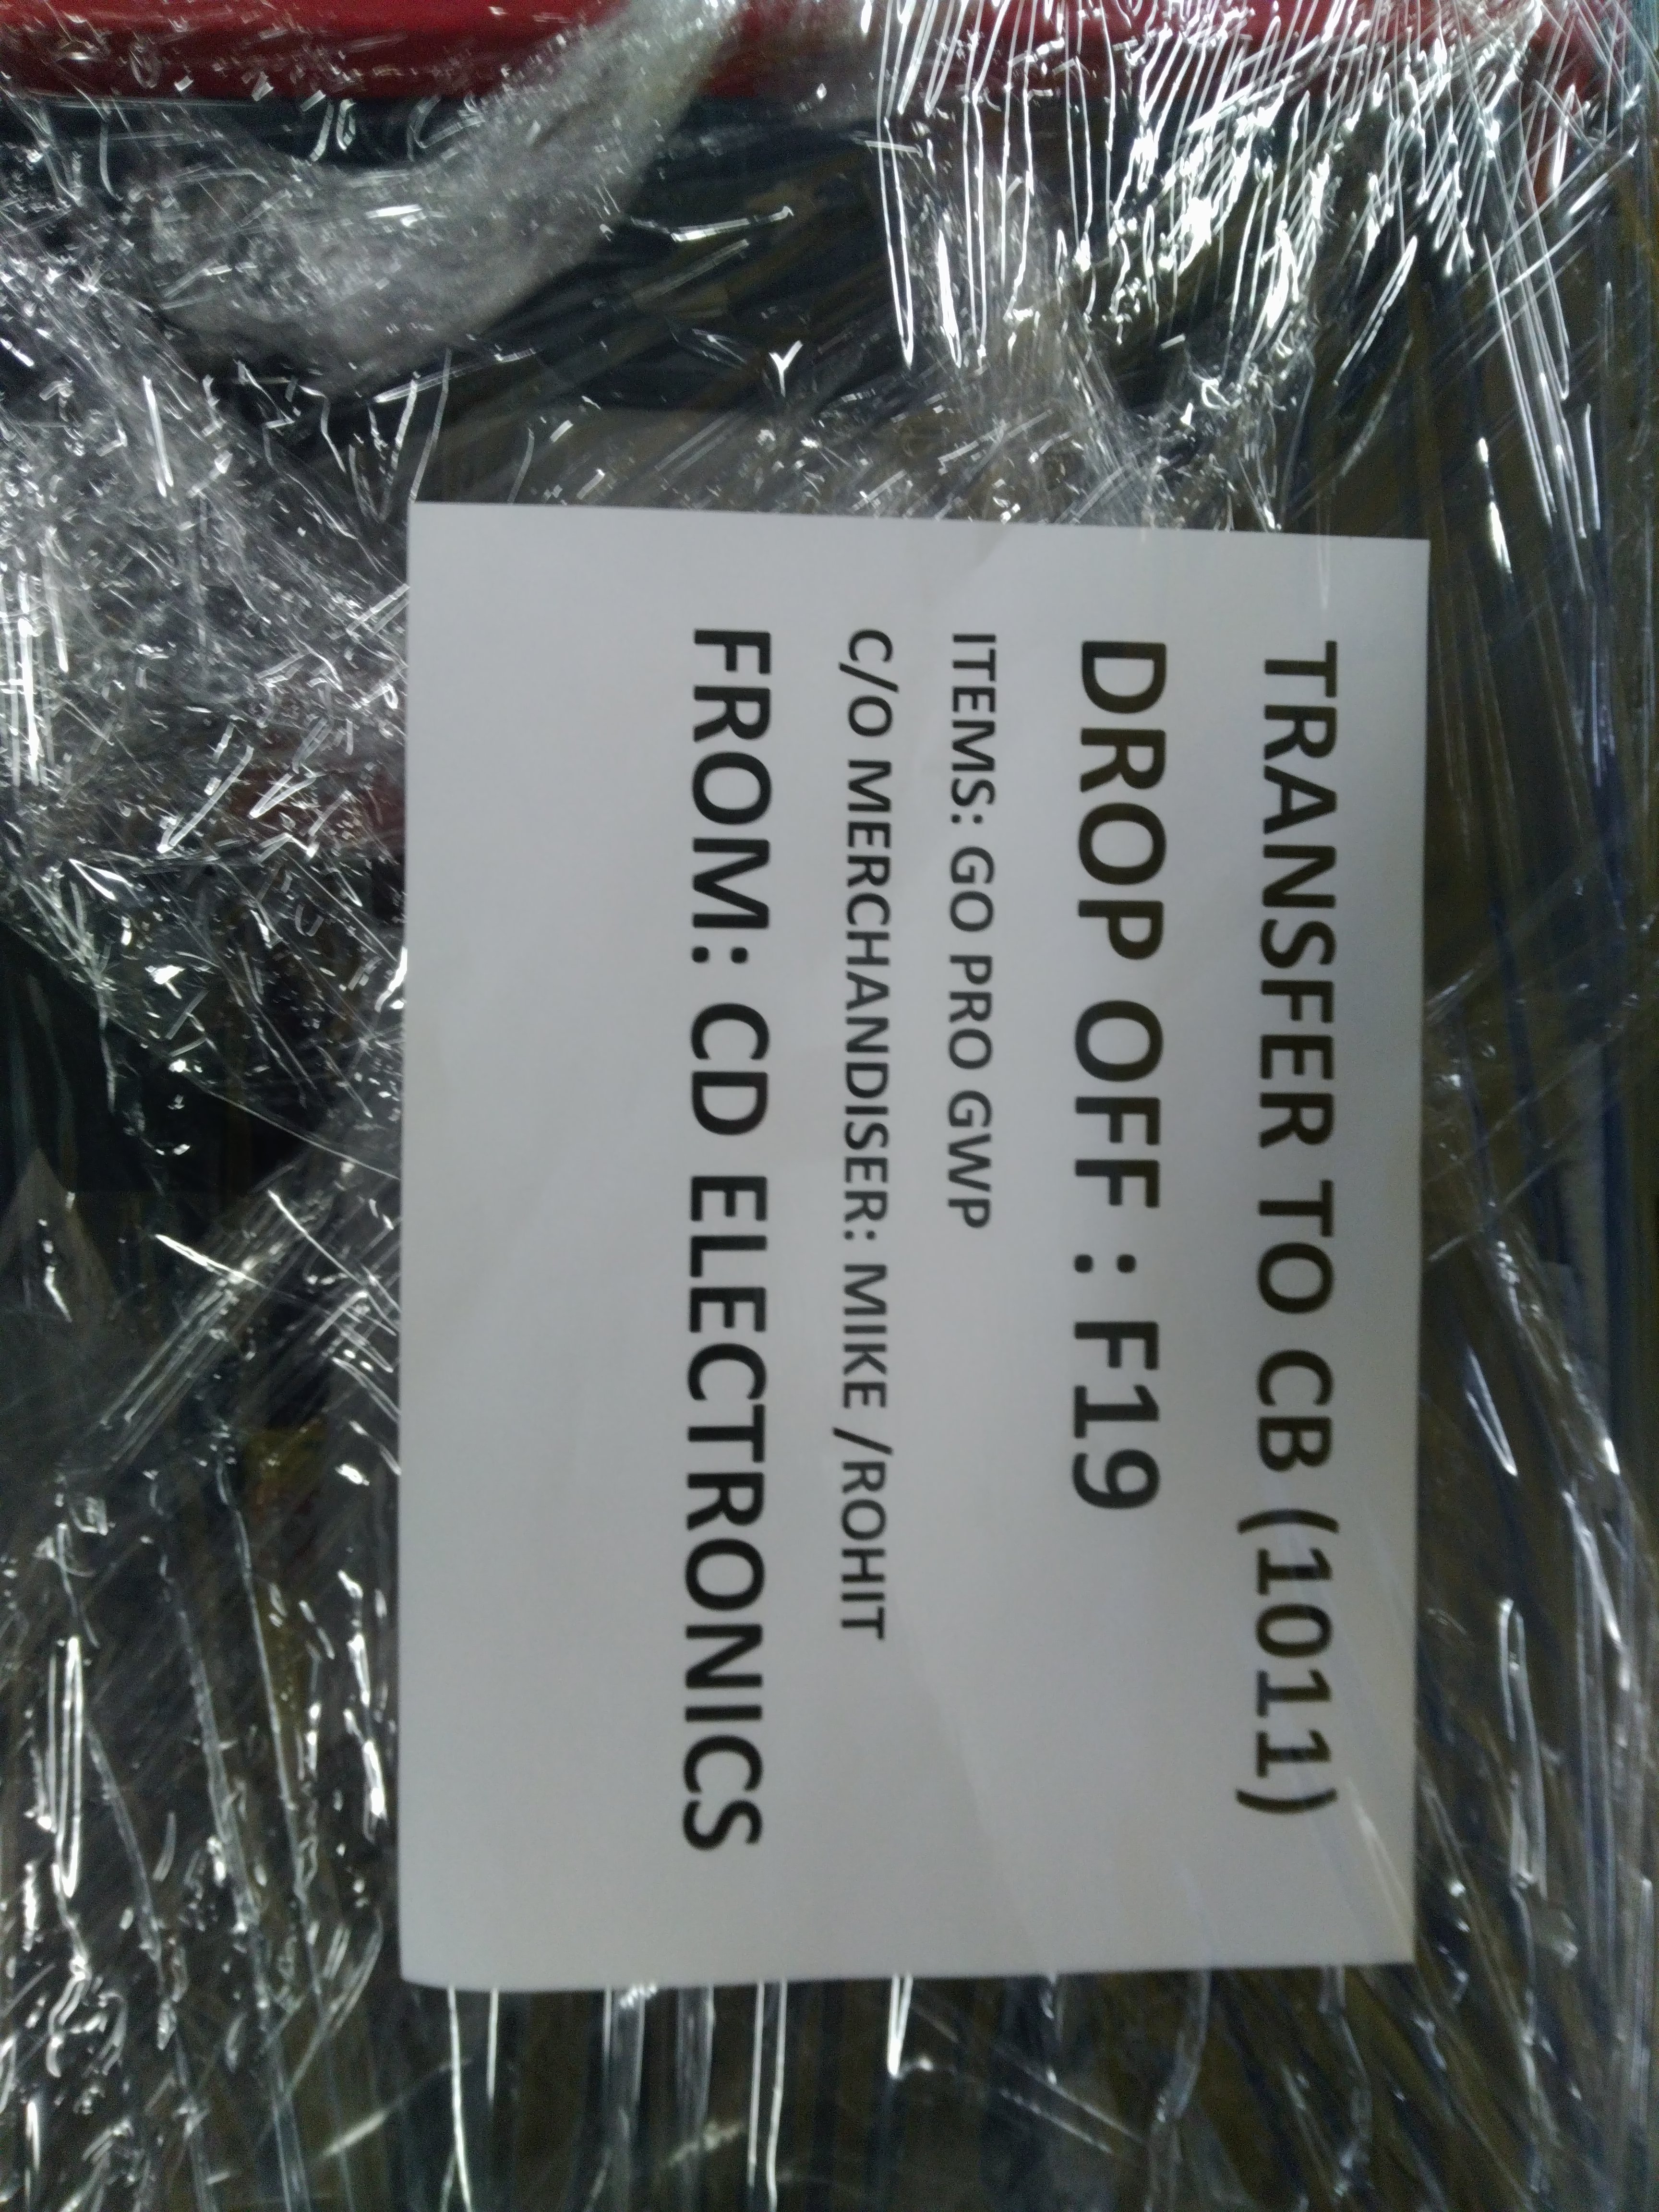 TRANSFER TO CB (1011)
DROP OFF : F19
ITEMS: GO PRO GWP
C/O MERCHANDISER: MIKE /ROHIT
FROM: CD ELECTRONICS